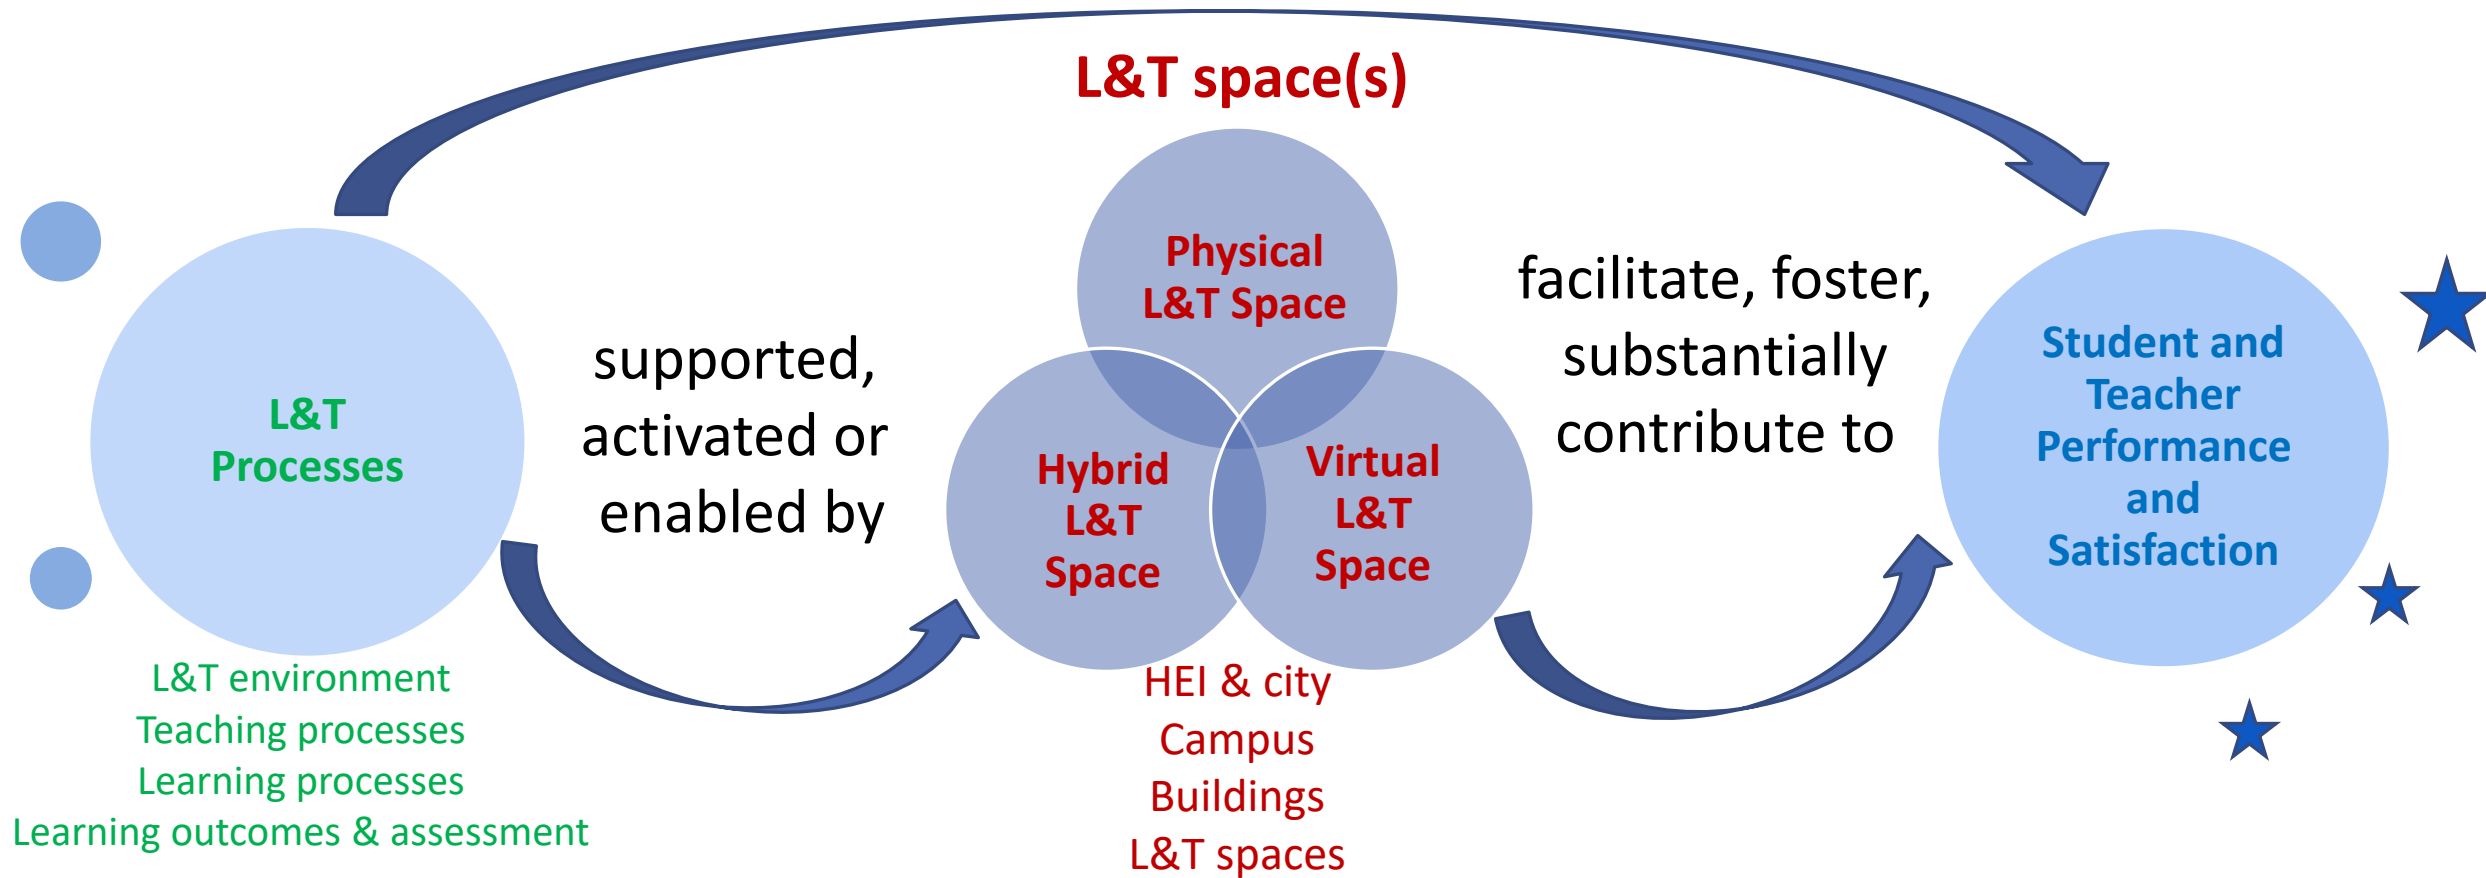 L&T space(s)
L&T
Processes
L&T environment
Teaching processes
Learning processes
Learning outcomes & assessment
supported,
activated or
enabled by
Physical
L&T Space
Hybrid
L&T
Space
Virtual
L&T
Space
HEI & city
Campus
Buildings
L&T spaces
facilitate, foster,
substantially
contribute to
Student and
Teacher
Performance
and
Satisfaction